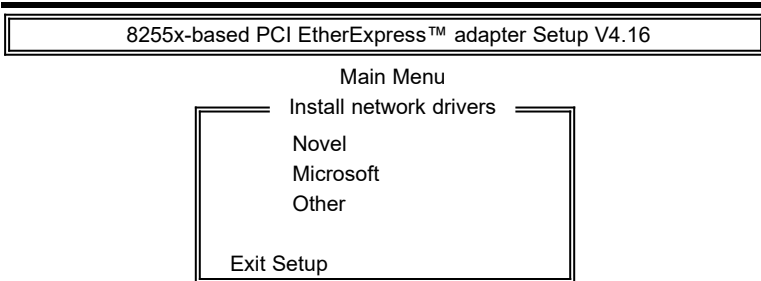 8255x-based PCI EtherExpress™ adapter Setup V4.16
Main Menu
Install network drivers
Novel
Microsoft
Other
Exit Setup